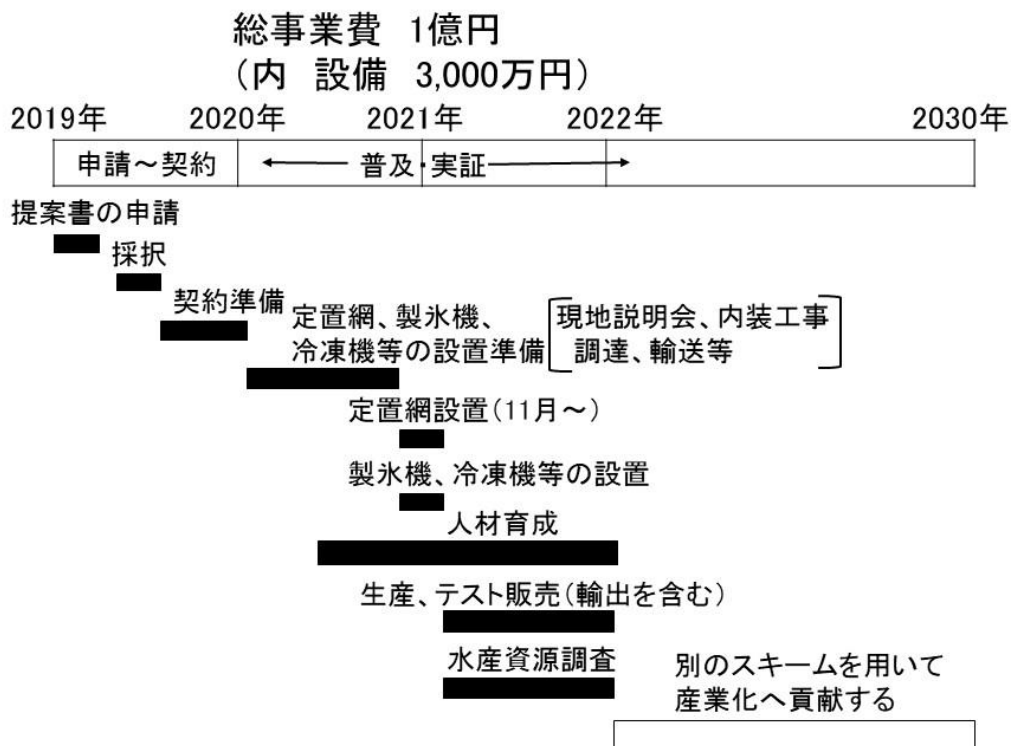 総事業費 1億円
（内 設備 3,000万円）
2019年 2020年 2021年 2022年 2030年
申請～契約 普及・実証
提案書の申請
採択
契約準備
定置網、製氷機、
冷凍機等の設置準備
現地説明会、内装工事
調達、輸送等
定置網設置（11月～）
製氷機、冷凍機等の設置
人材育成
生産、テスト販売（輸出を含む）
水産資源調査
別のスキームを用いて
産業化へ貢献する